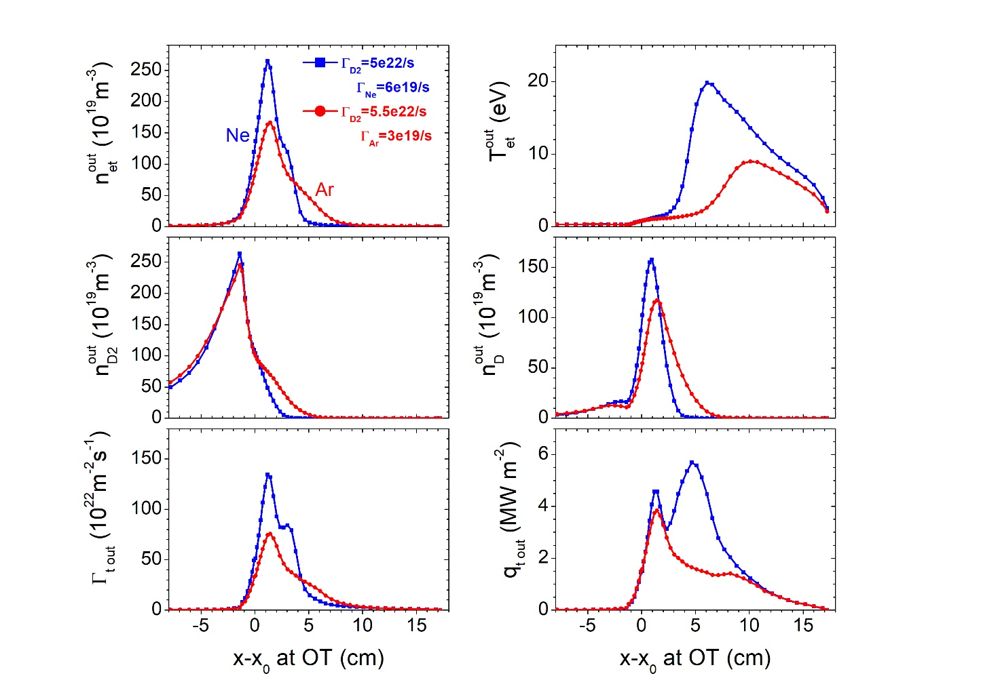 n_et^out (10^19 m^-3)
250
200
150
100
50
0
Γ_D2=5e22/s
Γ_Ne=6e19/s
Γ_D2=5.5e22/s
Γ_Ar=3e19/s
Ne
Ar
T_et^out (eV)
20
10
0
n_D2^out (10^19 m^-3)
250
200
150
100
50
0
n_D^out (10^19 m^-3)
150
100
50
0
Γ_t out (10^22 m^-2 s^-1)
150
100
50
0
-5 0 5 10 15
x-x_0 at OT (cm)
q_t out (MW m^-2)
6
4
2
0
-5 0 5 10 15
x-x_0 at OT (cm)